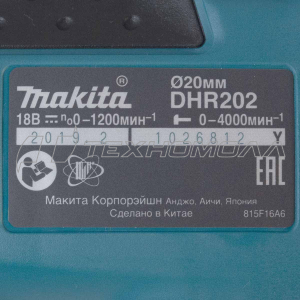 makita® Ø20мм
DHR202
18В ⎓ n₀0-1200мин⁻¹ 0-4000мин⁻¹
2019.2 1026812 Y
ТЕХНОМОЛЛ
EAC
Макита Корпорэйшн Анджо, Аичи, Япония
Сделано в Китае 815F16A6